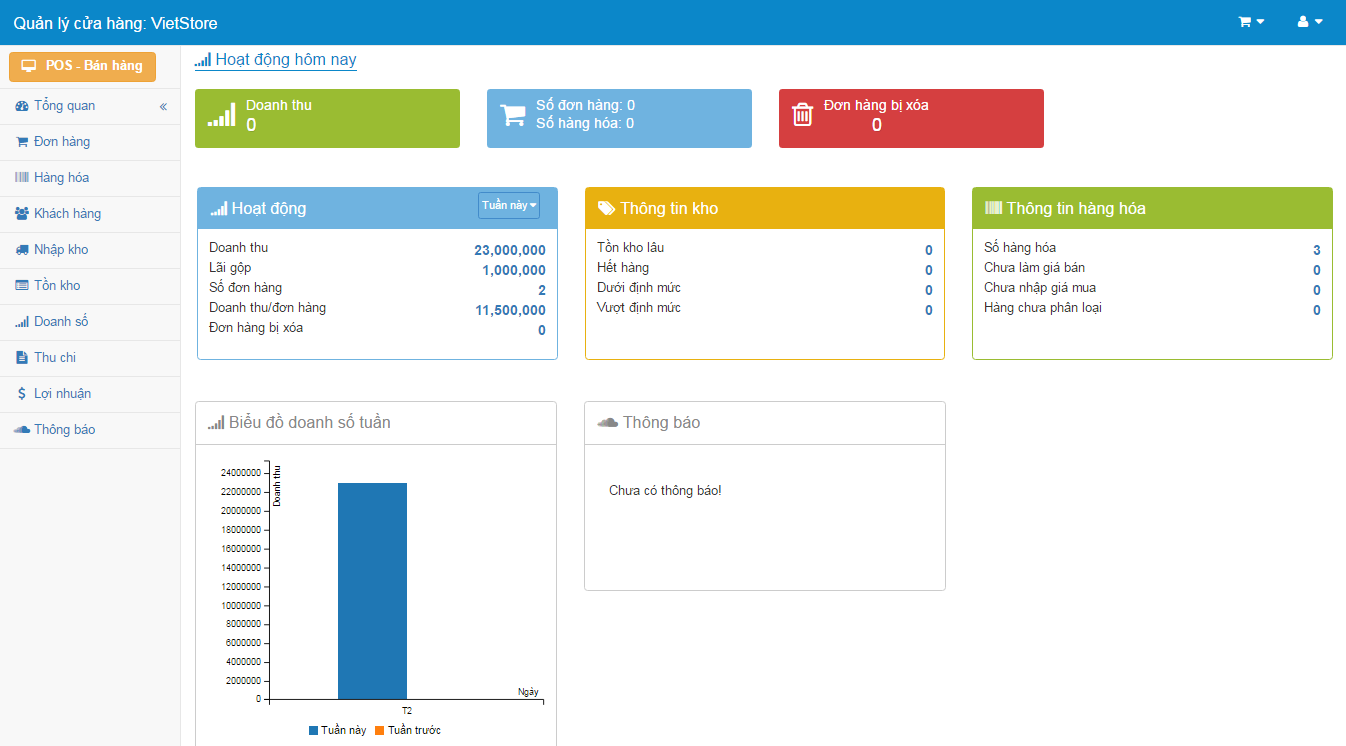 Quản lý cửa hàng: VietStore
POS - Bán hàng
Tổng quan «
Đơn hàng
Hàng hóa
Khách hàng
Nhập kho
Tồn kho
Doanh số
Thu chi
Lợi nhuận
Thông báo
Hoạt động hôm nay
Doanh thu
0
Số đơn hàng: 0
Số hàng hóa: 0
Đơn hàng bị xóa
0
Hoạt động Tuần này
Doanh thu 23,000,000
Lãi gộp 1,000,000
Số đơn hàng 2
Doanh thu/đơn hàng 11,500,000
Đơn hàng bị xóa 0
Thông tin kho
Tồn kho lâu 0
Hết hàng 0
Dưới định mức 0
Vượt định mức 0
Thông tin hàng hóa
Số hàng hóa 3
Chưa làm giá bán 0
Chưa nhập giá mua 0
Hàng chưa phân loại 0
Biểu đồ doanh số tuần
Doanh thu
24000000
22000000
20000000
18000000
16000000
14000000
12000000
10000000
8000000
6000000
4000000
2000000
0
Ngày
T2
Tuần này Tuần trước
Thông báo
Chưa có thông báo!